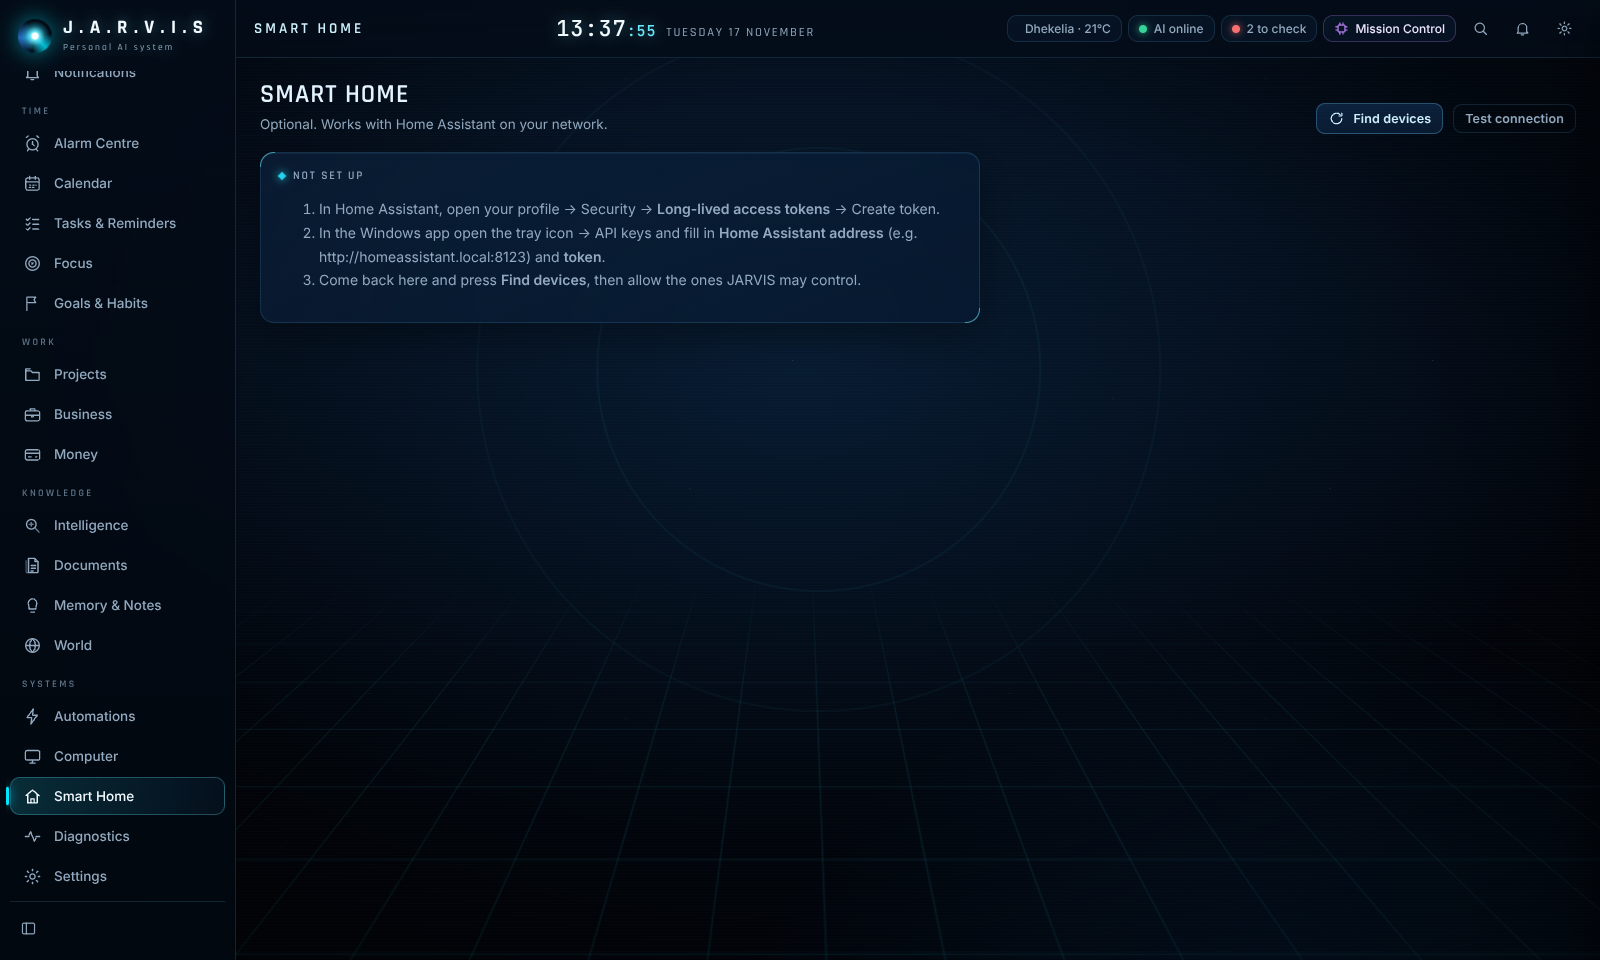 J.A.R.V.I.S
Personal AI system
Notifications
TIME
Alarm Centre
Calendar
Tasks & Reminders
Focus
Goals & Habits
WORK
Projects
Business
Money
KNOWLEDGE
Intelligence
Documents
Memory & Notes
World
SYSTEMS
Automations
Computer
Smart Home
Diagnostics
Settings
SMART HOME
13:37:55 TUESDAY 17 NOVEMBER
Dhekelia · 21°C
AI online
2 to check
Mission Control
SMART HOME
Optional. Works with Home Assistant on your network.
Find devices
Test connection
NOT SET UP
1. In Home Assistant, open your profile → Security → Long-lived access tokens → Create token.
2. In the Windows app open the tray icon → API keys and fill in Home Assistant address (e.g.
http://homeassistant.local:8123) and token.
3. Come back here and press Find devices, then allow the ones JARVIS may control.